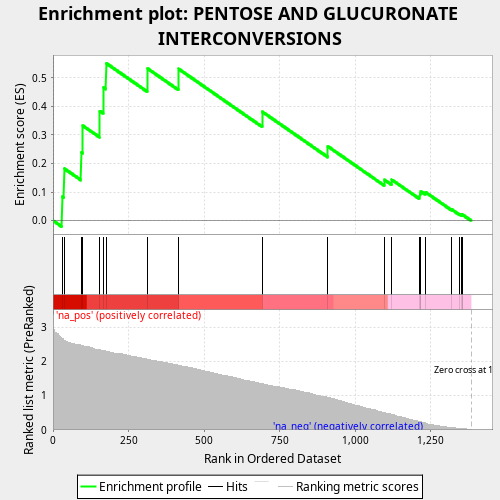 Enrichment plot: PENTOSE AND GLUCURONATE
INTERCONVERSIONS
Enrichment score (ES)
0.5
0.4
0.3
0.2
0.1
0.0
'na_pos' (positively correlated)
Ranked list metric (PreRanked)
3
2
1
0
Zero cross at 1
'na_neg' (negatively correlated)
0 250 500 750 1,000 1,250
Rank in Ordered Dataset
Enrichment profile Hits Ranking metric scores